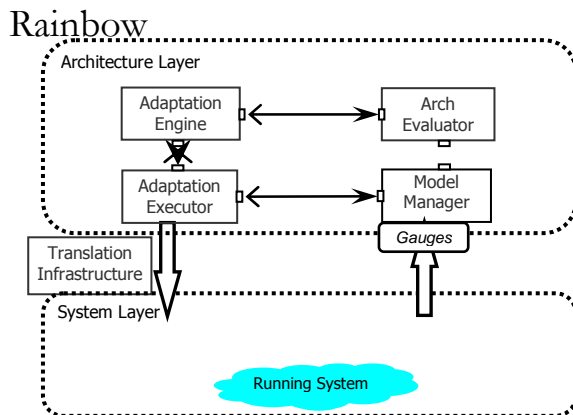 Rainbow
Architecture Layer
Adaptation
Engine
Arch
Evaluator
Adaptation
Executor
Model
Manager
Gauges
Translation
Infrastructure
System Layer
Running System